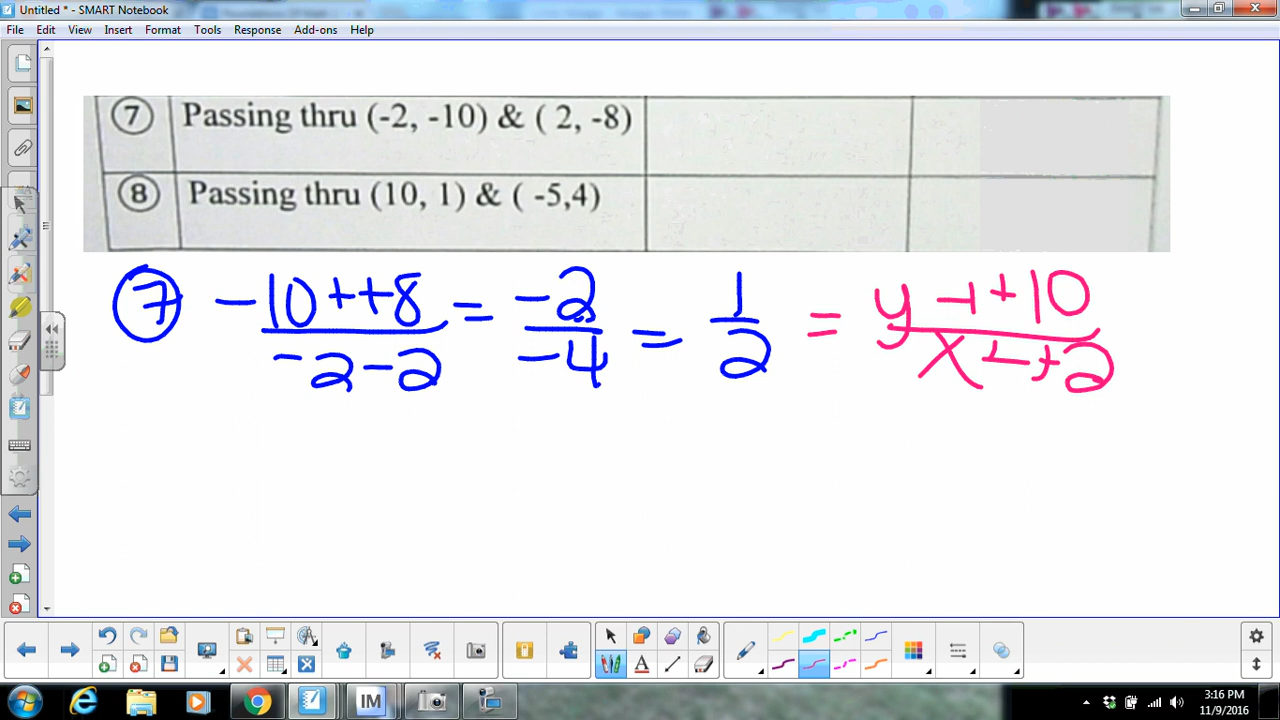 Untitled * - SMART Notebook
File Edit View Insert Format Tools Response Add-ons Help
7 Passing thru (-2, -10) & ( 2, -8)
8 Passing thru (10, 1) & ( -5,4)
7 -10++8 / -2-2 = -2 / -4 = 1 / 2 = y-++10 / x-+2
IM
3:16 PM
11/9/2016